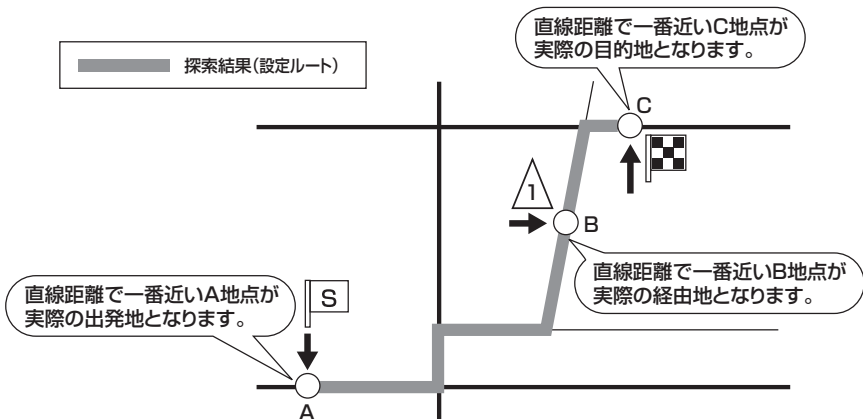 直線距離で一番近いC地点が
実際の目的地となります。
探索結果(設定ルート)
C
1
B
直線距離で一番近いB地点が
実際の経由地となります。
直線距離で一番近いA地点が
実際の出発地となります。
S
A